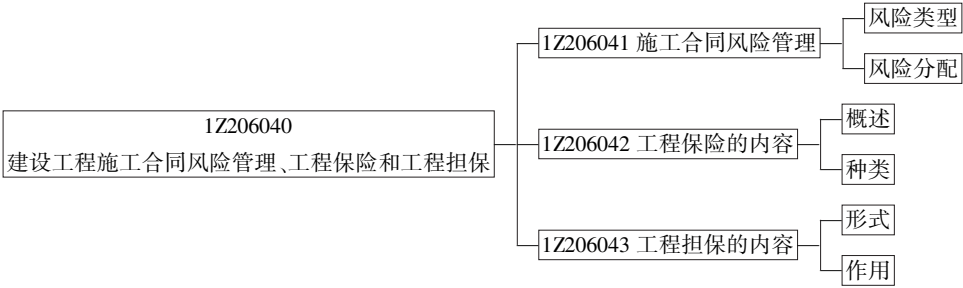 1Z206040
建设工程施工合同风险管理、工程保险和工程担保
1Z206041 施工合同风险管理
风险类型
风险分配
1Z206042 工程保险的内容
概述
种类
1Z206043 工程担保的内容
形式
作用